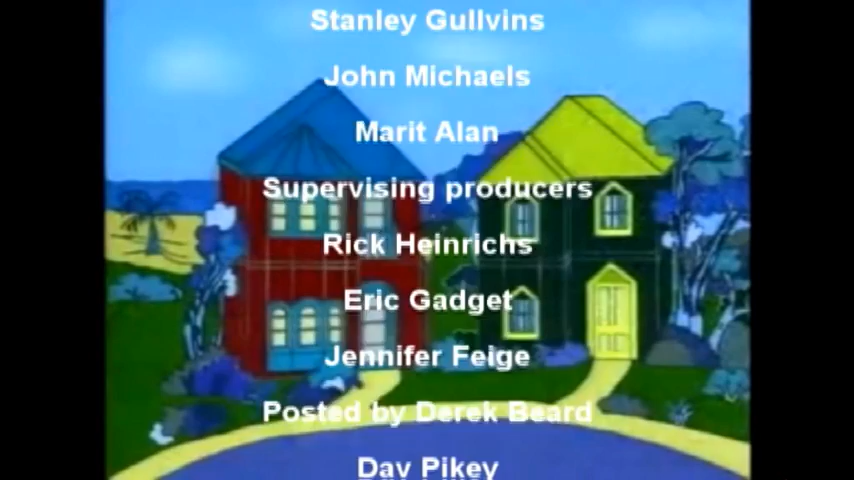 Stanley Gullvins
John Michaels
Marit Alan
Supervising producers
Rick Heinrichs
Eric Gadget
Jennifer Feige
Posted by Derek Beard
Dav Pikey